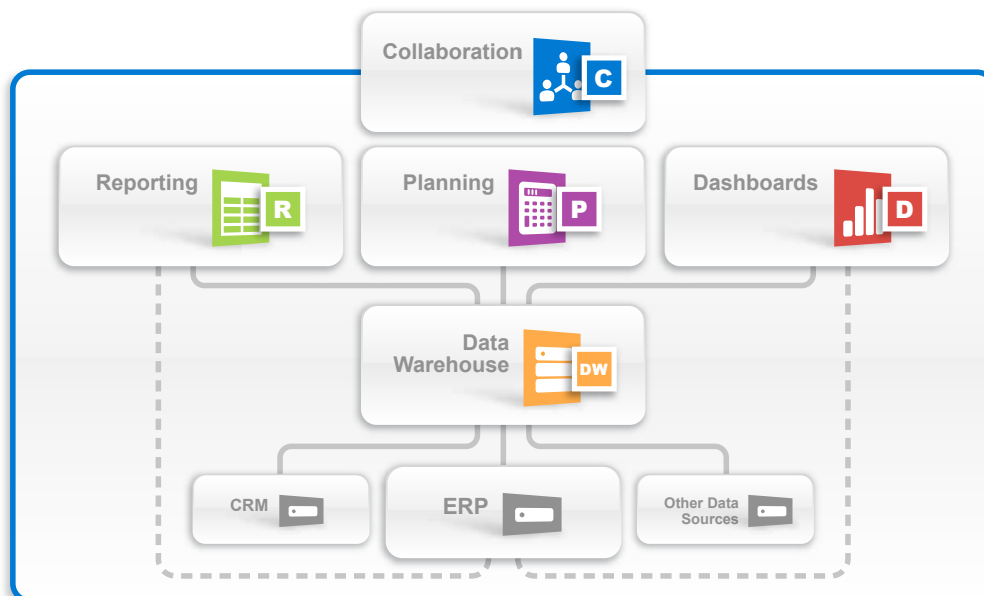 Collaboration
C
Reporting
R
Planning
P
Dashboards
D
Data
Warehouse
DW
CRM
ERP
Other Data
Sources